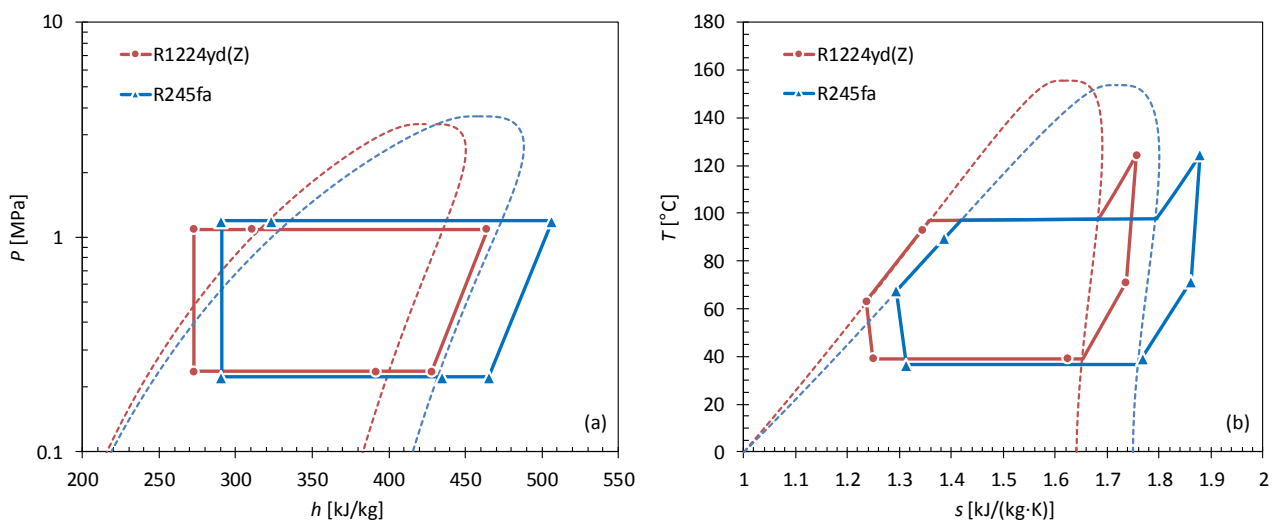 R1224yd(Z)
R245fa
P [MPa]
10
1
0.1
200 250 300 350 400 450 500 550
h [kJ/kg]
(a)
R1224yd(Z)
R245fa
T [°C]
180
160
140
120
100
80
60
40
20
0
1 1.1 1.2 1.3 1.4 1.5 1.6 1.7 1.8 1.9 2
s [kJ/(kg·K)]
(b)